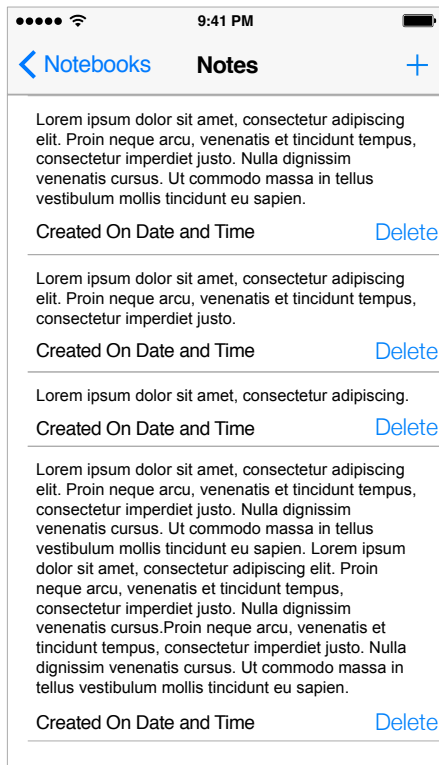 9:41 PM
Notebooks Notes +
Lorem ipsum dolor sit amet, consectetur adipiscing
elit. Proin neque arcu, venenatis et tincidunt tempus,
consectetur imperdiet justo. Nulla dignissim
venenatis cursus. Ut commodo massa in tellus
vestibulum mollis tincidunt eu sapien.
Created On Date and Time Delete
Lorem ipsum dolor sit amet, consectetur adipiscing
elit. Proin neque arcu, venenatis et tincidunt tempus,
consectetur imperdiet justo.
Created On Date and Time Delete
Lorem ipsum dolor sit amet, consectetur adipiscing.
Created On Date and Time Delete
Lorem ipsum dolor sit amet, consectetur adipiscing
elit. Proin neque arcu, venenatis et tincidunt tempus,
consectetur imperdiet justo. Nulla dignissim
venenatis cursus. Ut commodo massa in tellus
vestibulum mollis tincidunt eu sapien. Lorem ipsum
dolor sit amet, consectetur adipiscing elit. Proin
neque arcu, venenatis et tincidunt tempus,
consectetur imperdiet justo. Nulla dignissim
venenatis cursus.Proin neque arcu, venenatis et
tincidunt tempus, consectetur imperdiet justo. Nulla
dignissim venenatis cursus. Ut commodo massa in
tellus vestibulum mollis tincidunt eu sapien.
Created On Date and Time Delete